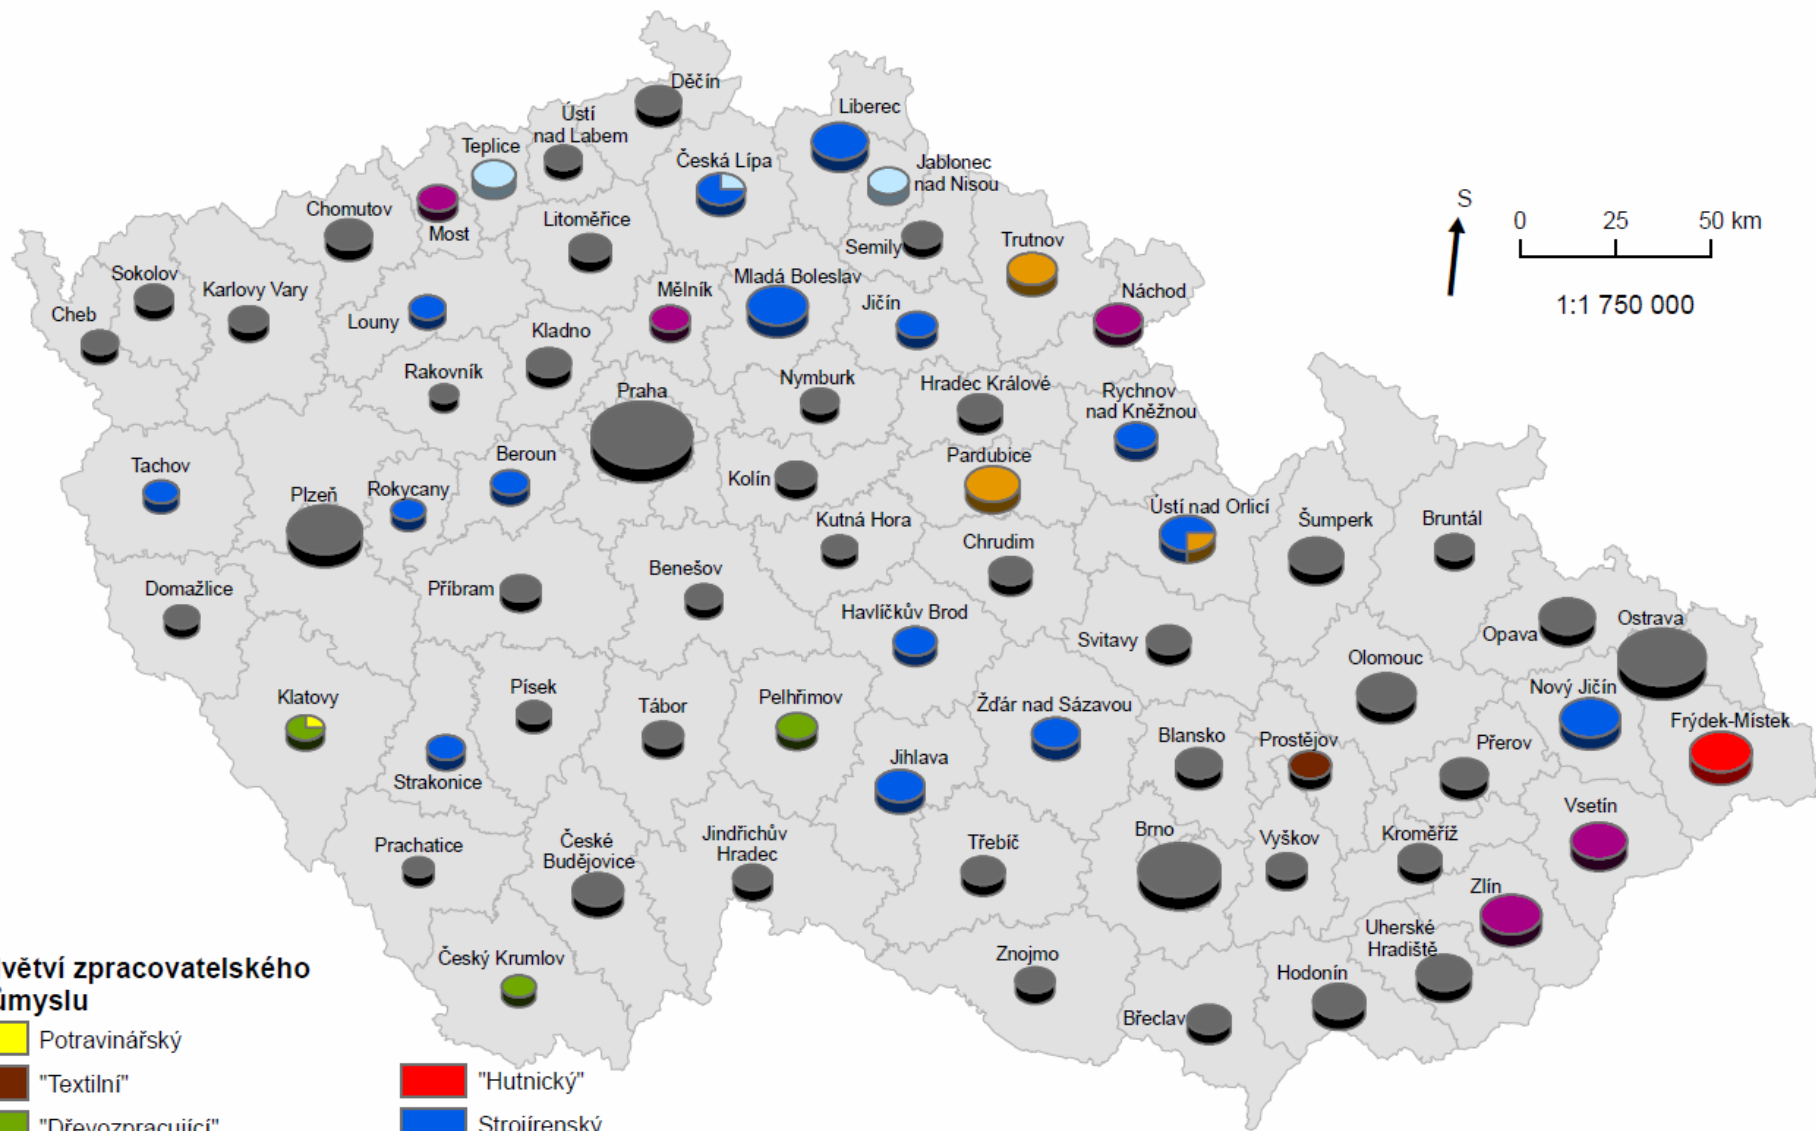 Děčín
Liberec
Ústí
nad Labem
Teplice
Česká Lípa
Jablonec
nad Nisou
S
0 25 50 km
1:1 750 000
Chomutov
Most
Litoměřice
Semily
Trutnov
Sokolov
Karlovy Vary
Cheb
Louny
Mělník
Mladá Boleslav
Jičín
Náchod
Kladno
Rakovník
Praha
Nymburk
Hradec Králové
Rychnov
nad Kněžnou
Tachov
Plzeň
Rokycany
Beroun
Kolín
Pardubice
Ústí nad Orlicí
Šumperk
Bruntál
Kutná Hora
Chrudim
Domažlice
Příbram
Benešov
Havlíčkův Brod
Svitavy
Opava
Ostrava
Olomouc
Klatovy
Písek
Tábor
Pelhřimov
Žďár nad Sázavou
Nový Jičín
Frýdek-Místek
Strakonice
Jihlava
Blansko
Prostějov
Přerov
Vsetín
Prachatice
České
Budějovice
Jindřichův
Hradec
Třebíč
Brno
Vyškov
Kroměříž
Zlín
Uherské
Hradiště
Český Krumlov
Znojmo
Břeclav
Hodonín
zpracovatelského
Potravinářský
"Textilní"
"Dřevozpracující"
"Hutnický"
Strojírenský